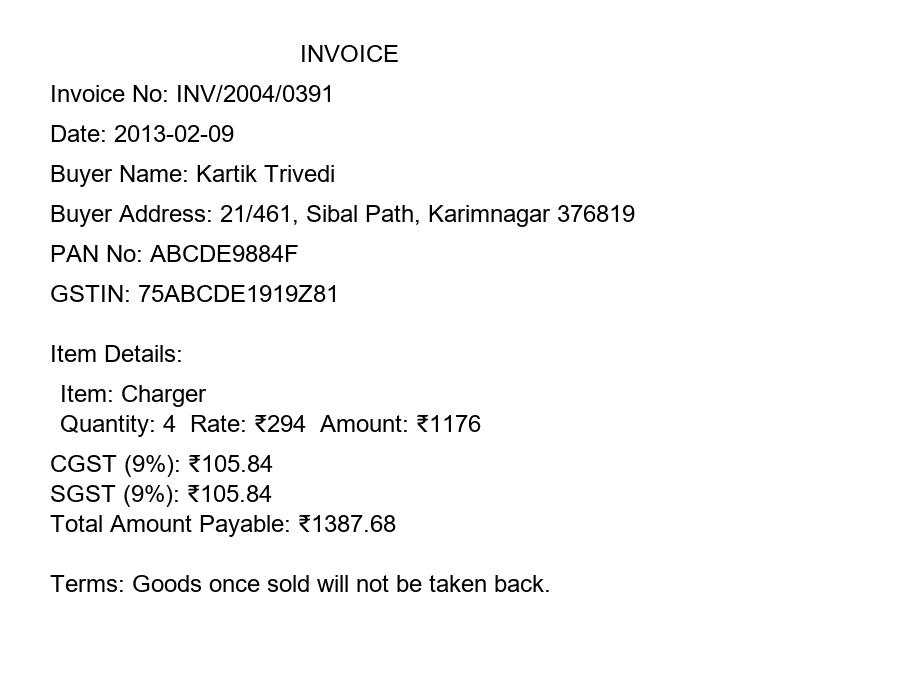 INVOICE
Invoice No: INV/2004/0391
Date: 2013-02-09
Buyer Name: Kartik Trivedi
Buyer Address: 21/461, Sibal Path, Karimnagar 376819
PAN No: ABCDE9884F
GSTIN: 75ABCDE1919Z81
Item Details:
Item: Charger
Quantity: 4  Rate: ₹294  Amount: ₹1176
CGST (9%): ₹105.84
SGST (9%): ₹105.84
Total Amount Payable: ₹1387.68
Terms: Goods once sold will not be taken back.